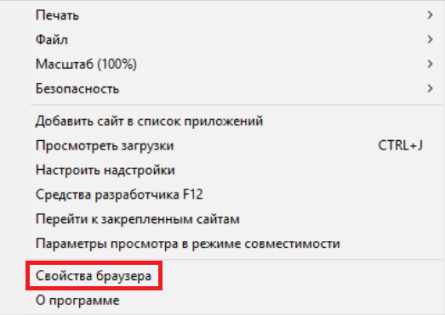 Печать
Файл
Масштаб (100%)
Безопасность
Добавить сайт в список приложений
Просмотреть загрузки CTRL+J
Настроить надстройки
Средства разработчика F12
Перейти к закрепленным сайтам
Параметры просмотра в режиме совместимости
Свойства браузера
О программе